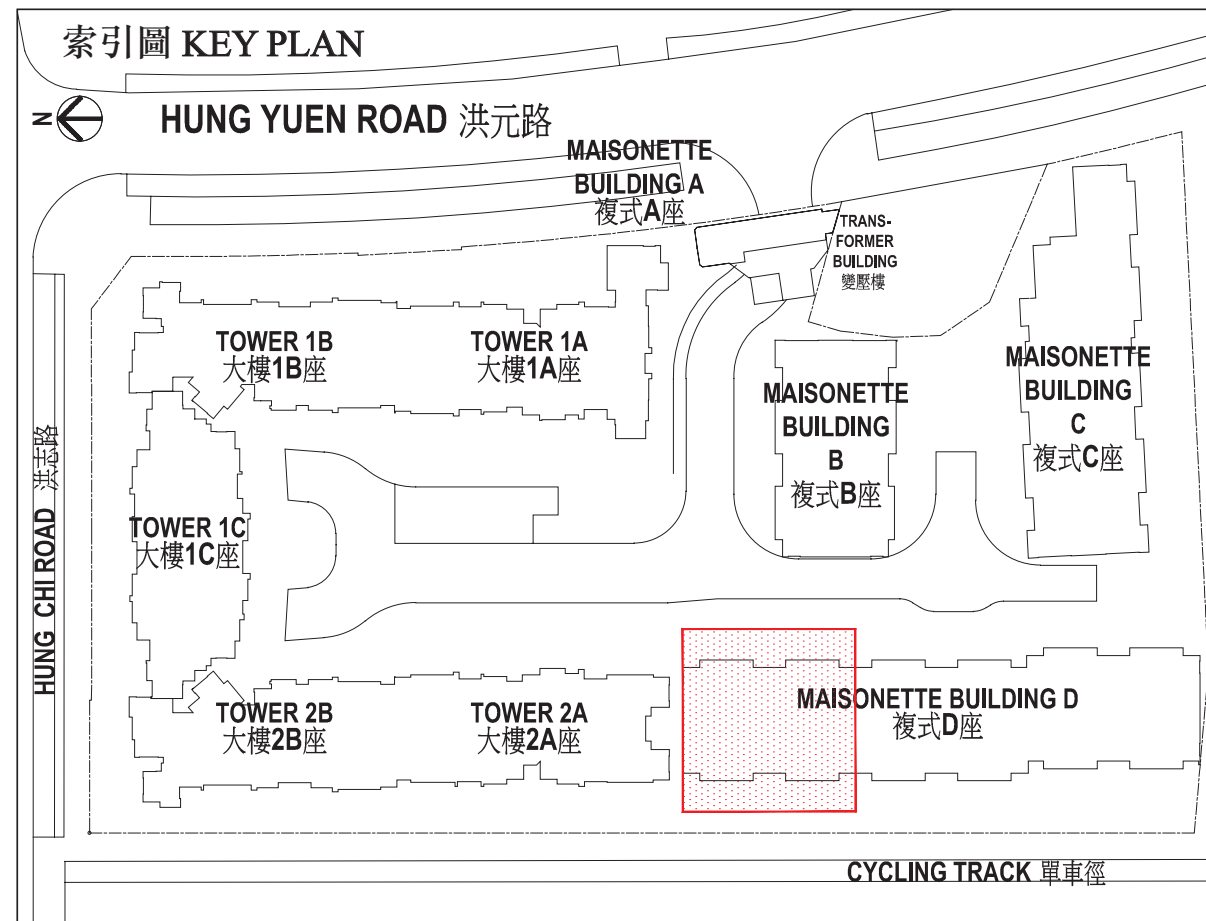 索引圖 KEY PLAN
N
HUNG YUEN ROAD 洪元路
MAISONETTE
BUILDING A
複式A座
TRANS-
FORMER
BUILDING
變壓樓
TOWER 1B
大樓1B座
TOWER 1A
大樓1A座
MAISONETTE
BUILDING
B
複式B座
MAISONETTE
BUILDING
C
複式C座
HUNG CHI ROAD 洪志路
TOWER 1C
大樓1C座
TOWER 2B
大樓2B座
TOWER 2A
大樓2A座
MAISONETTE BUILDING D
複式D座
CYCLING TRACK 單車徑